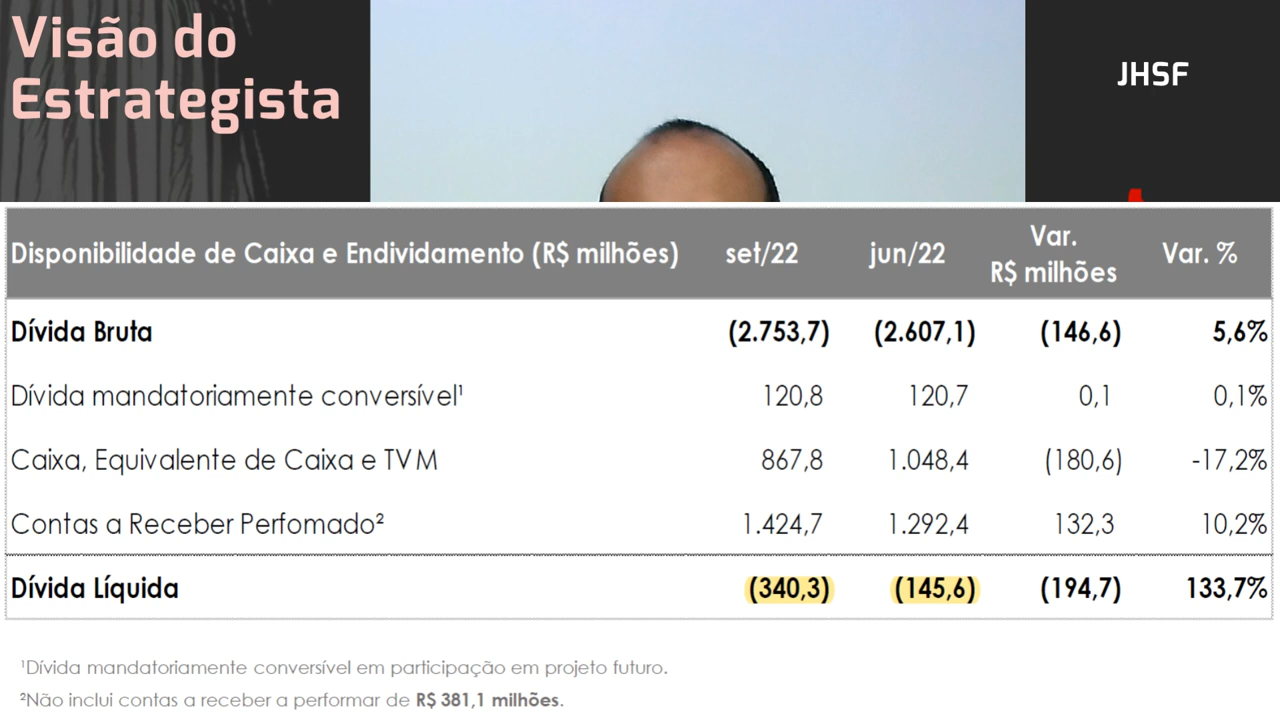 Visão do
Estrategista
JHSF
Disponibilidade de Caixa e Endividamento (R$ milhões) set/22 jun/22 Var. R$ milhões Var. %
Dívida Bruta (2.753,7) (2.607,1) (146,6) 5,6%
Dívida mandatoriamente conversível¹ 120,8 120,7 0,1 0,1%
Caixa, Equivalente de Caixa e TVM 867,8 1.048,4 (180,6) -17,2%
Contas a Receber Perfomado² 1.424,7 1.292,4 132,3 10,2%
Dívida Líquida (340,3) (145,6) (194,7) 133,7%
¹Dívida mandatoriamente conversível em participação em projeto futuro.
²Não inclui contas a receber a performar de R$ 381,1 milhões.